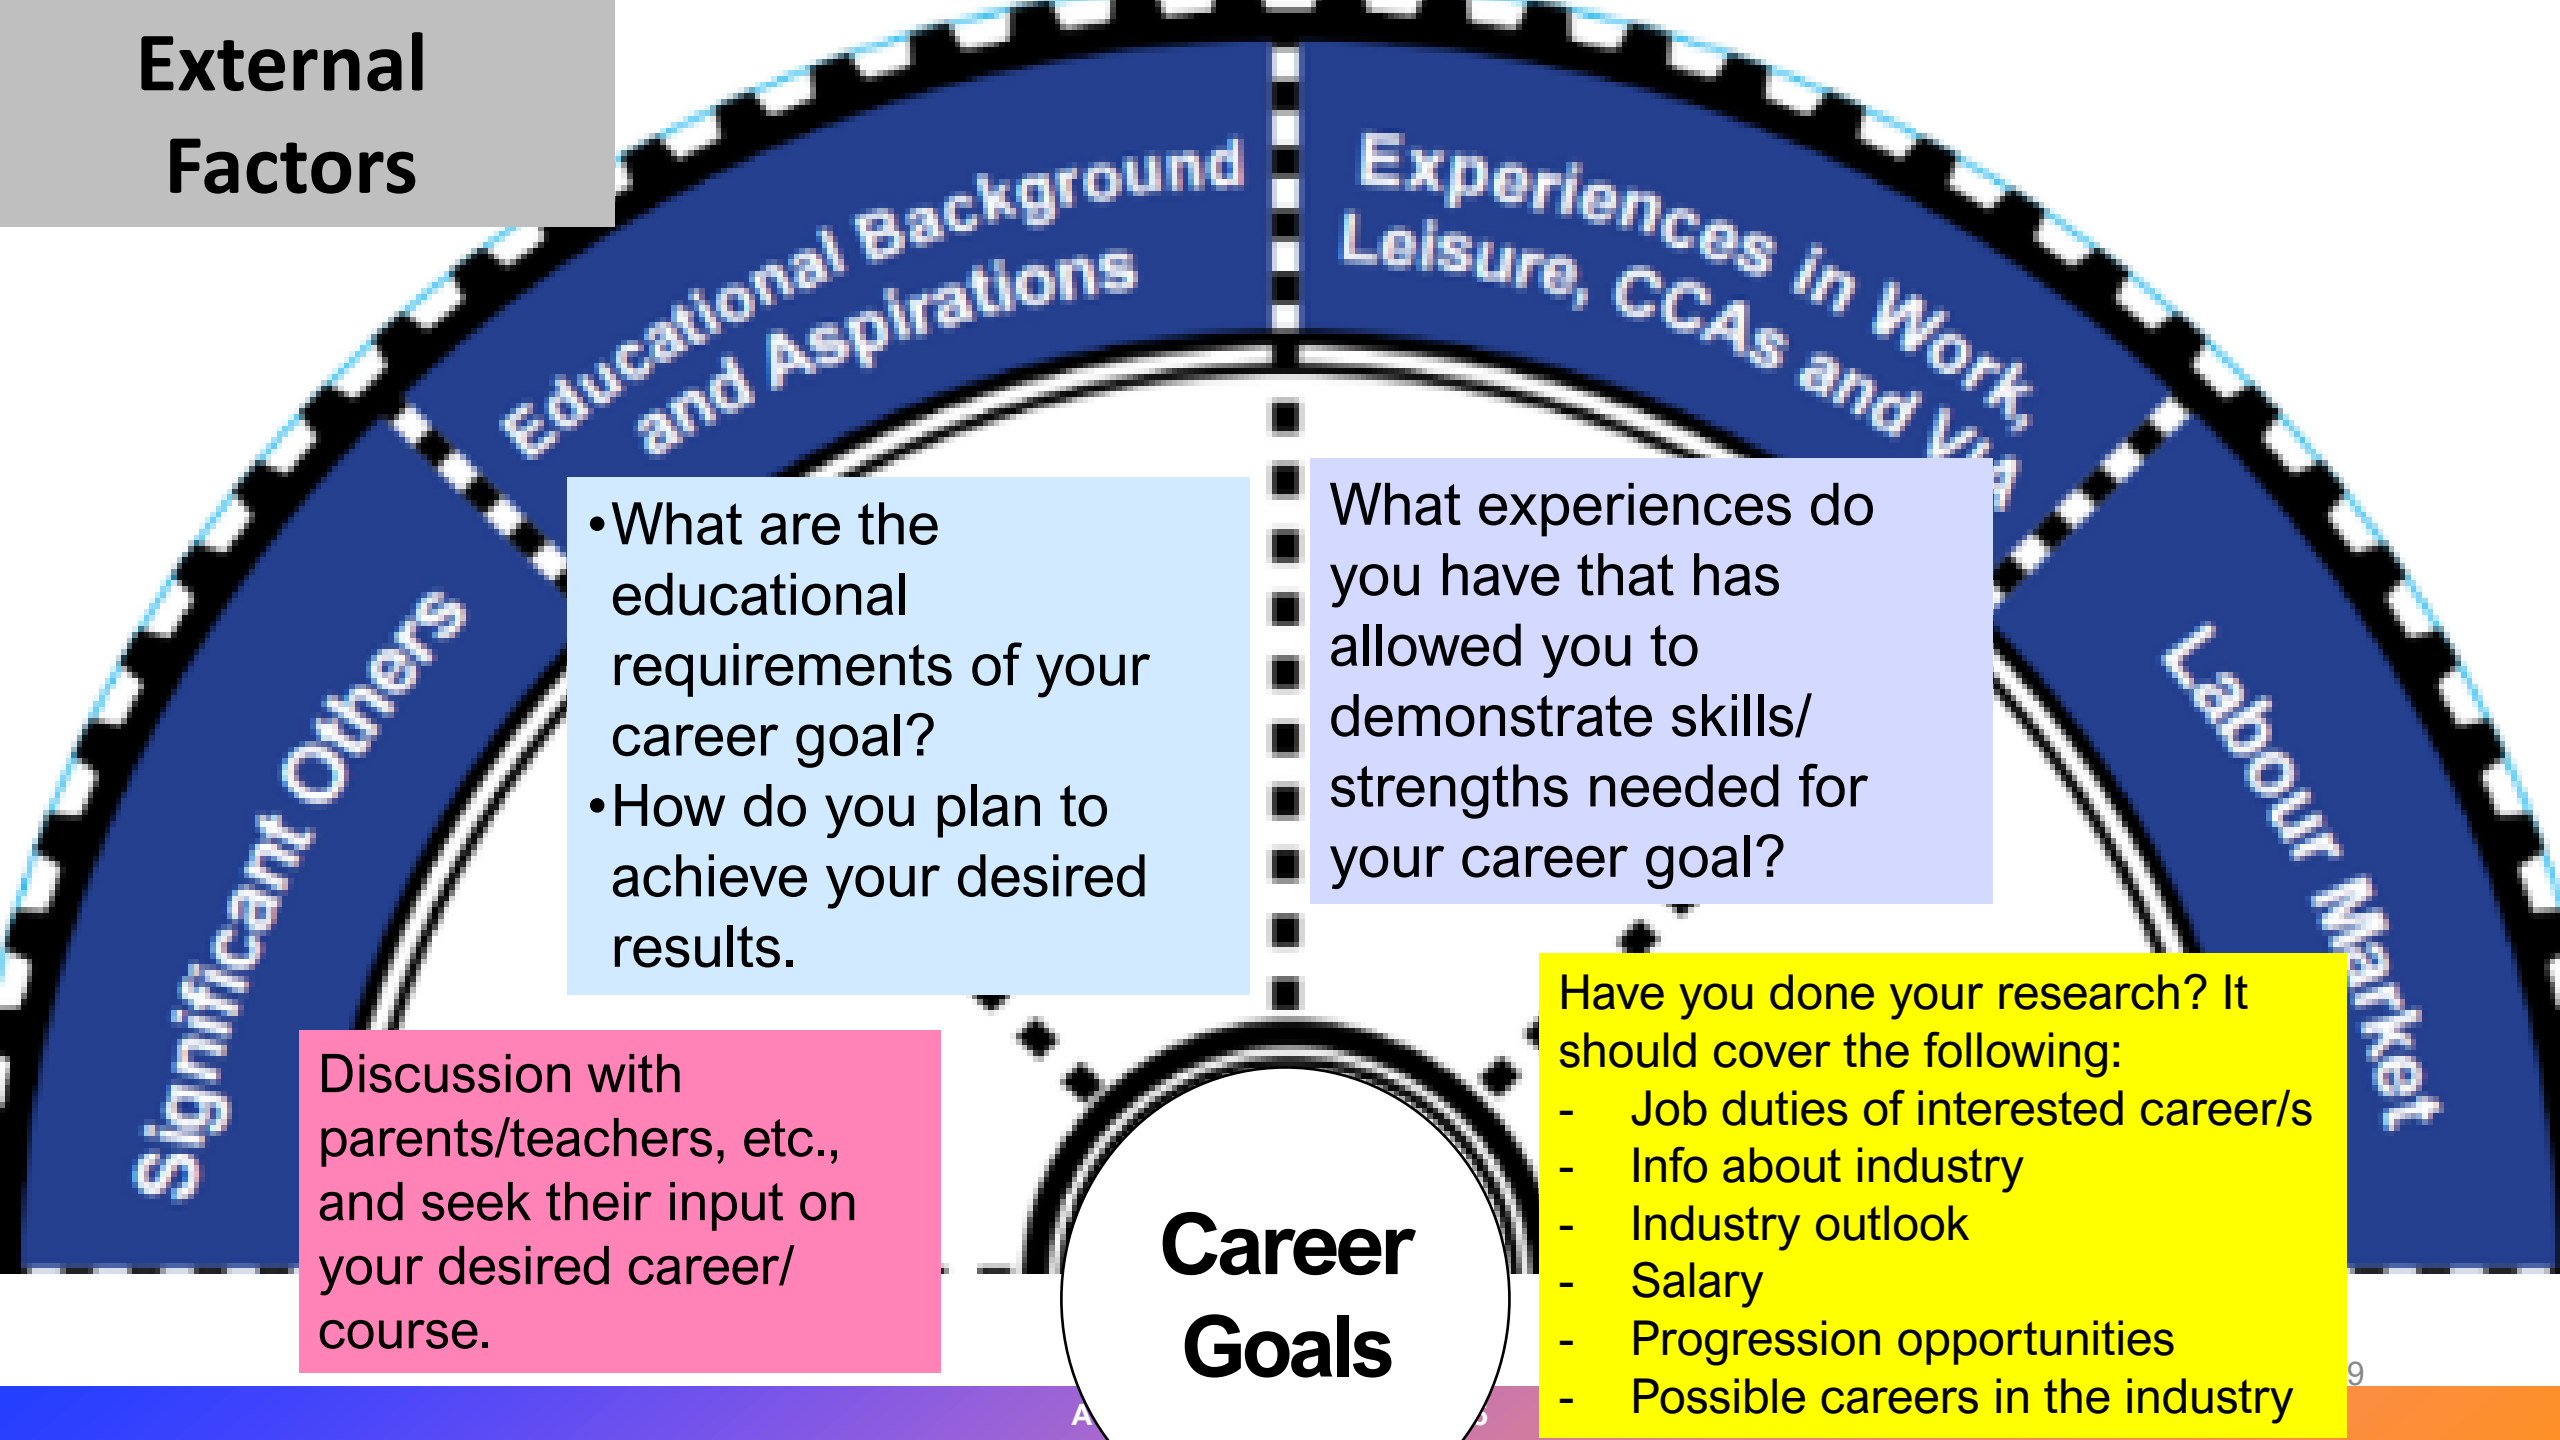 External
Factors
Educational Background
and Aspirations
Experiences in Work,
Leisure, CCAs and VIA
Significant Others
Labour Market
•What are the
educational
requirements of your
career goal?
•How do you plan to
achieve your desired
results.
What experiences do
you have that has
allowed you to
demonstrate skills/
strengths needed for
your career goal?
Discussion with
parents/teachers, etc.,
and seek their input on
your desired career/
course.
Have you done your research? It
should cover the following:
- Job duties of interested career/s
- Info about industry
- Industry outlook
- Salary
- Progression opportunities
- Possible careers in the industry
Career
Goals
9
A